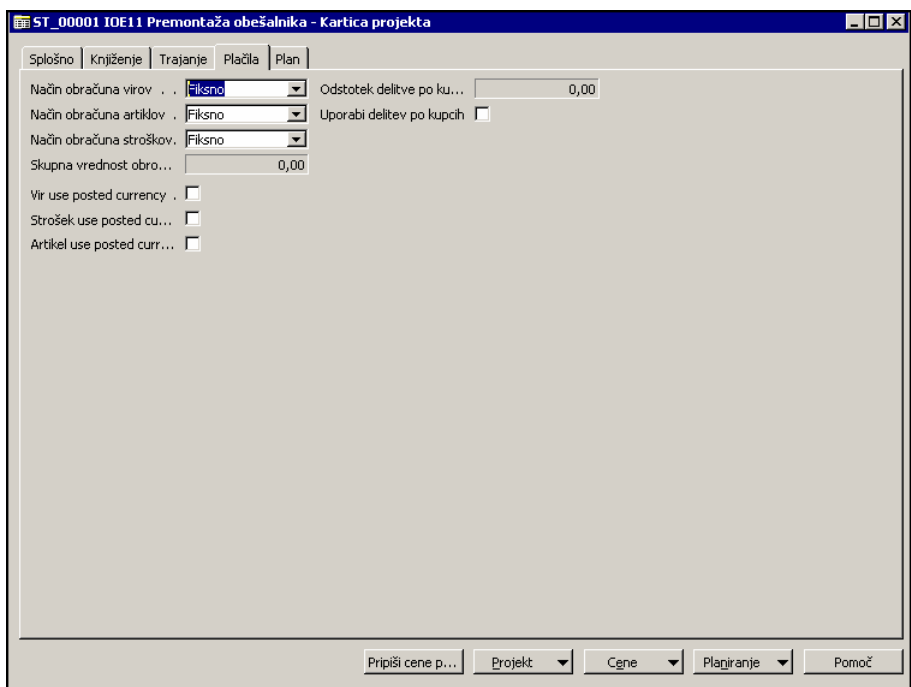 ST_00001 IOE11 Premontaža obešalnika - Kartica projekta
Splošno Knjiženje Trajanje Plačila Plan
Način obračuna virov . . Fiksno Odstotek delitve po ku... 0,00
Način obračuna artiklov . Fiksno Uporabi delitev po kupcih
Način obračuna stroškov. Fiksno
Skupna vrednost obro... 0,00
Vir use posted currency .
Strošek use posted cu...
Artikel use posted curr...
Pripiši cene p... Projekt Cene Planiranje Pomoč